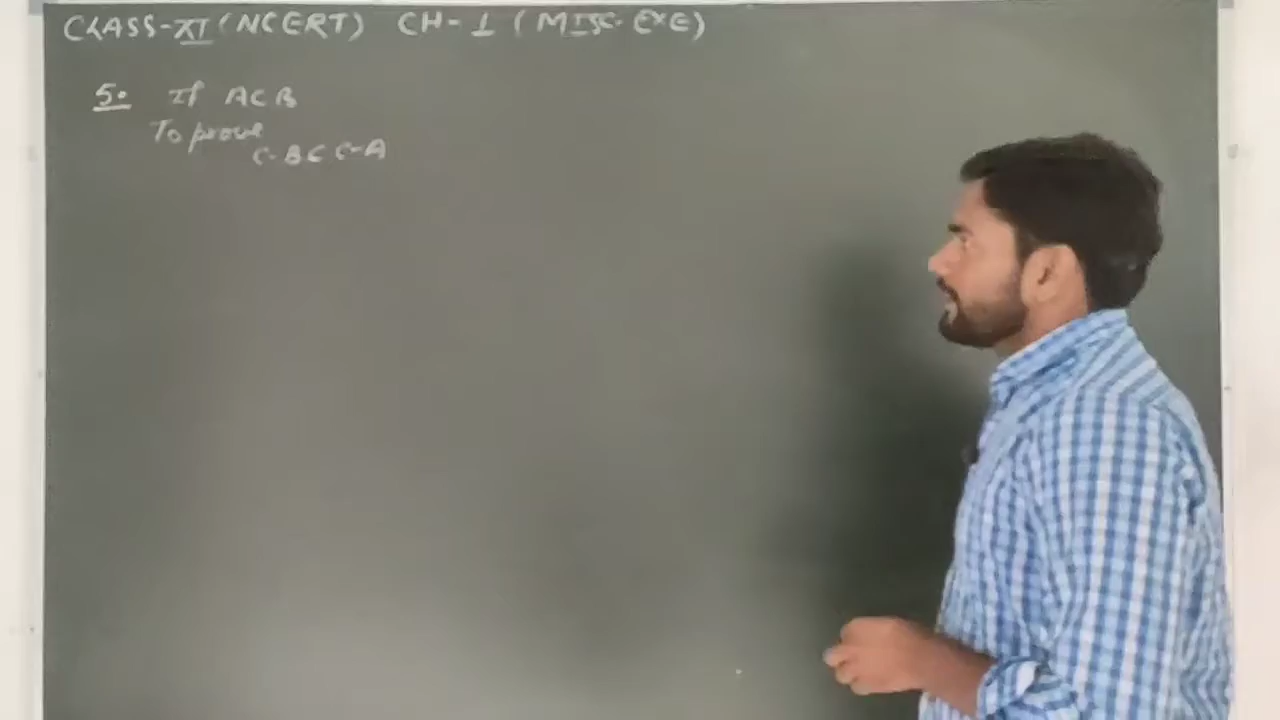 CLASS-XI (NCERT) CH-1 (MISC. EXE)
5. If A⊂B
To prove
C-B⊂C-A